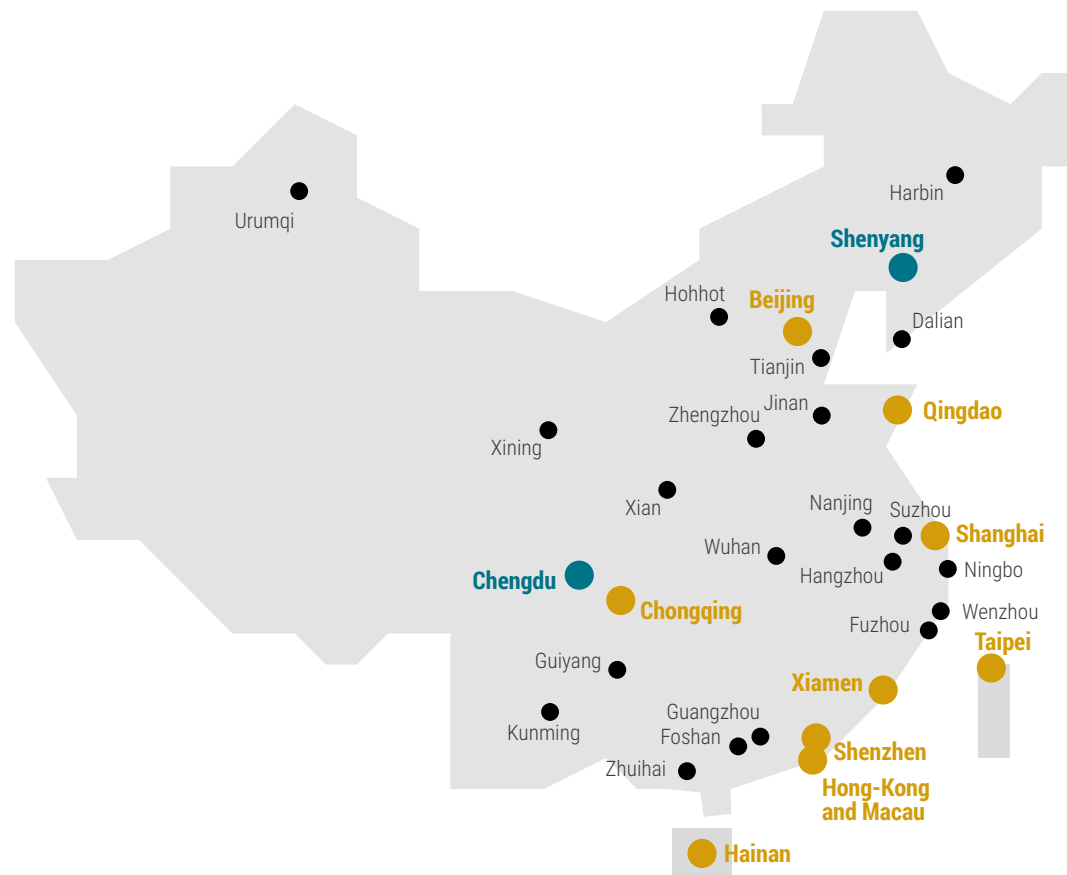 Harbin
Urumqi
Shenyang
Hohhot
Beijing
Dalian
Tianjin
Jinan
Zhengzhou
Qingdao
Xining
Xian
Nanjing
Suzhou
Shanghai
Wuhan
Hangzhou
Ningbo
Chengdu
Chongqing
Wenzhou
Fuzhou
Taipei
Guiyang
Xiamen
Kunming
Guangzhou
Foshan
Shenzhen
Zhuihai
Hong-Kong
and Macau
Hainan